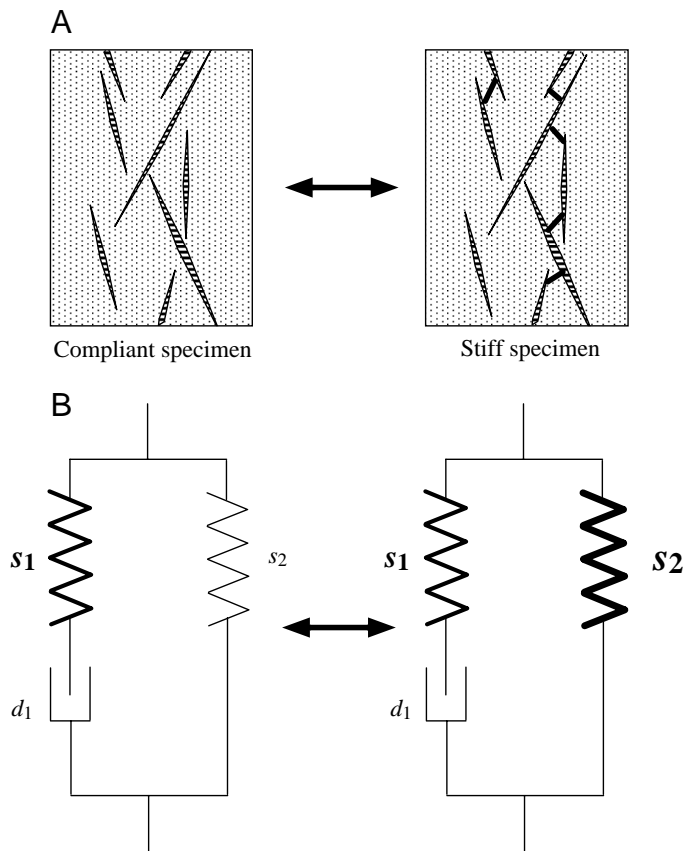 A
Compliant specimen
Stiff specimen
B
s1
s2
s1
s2
d1
d1